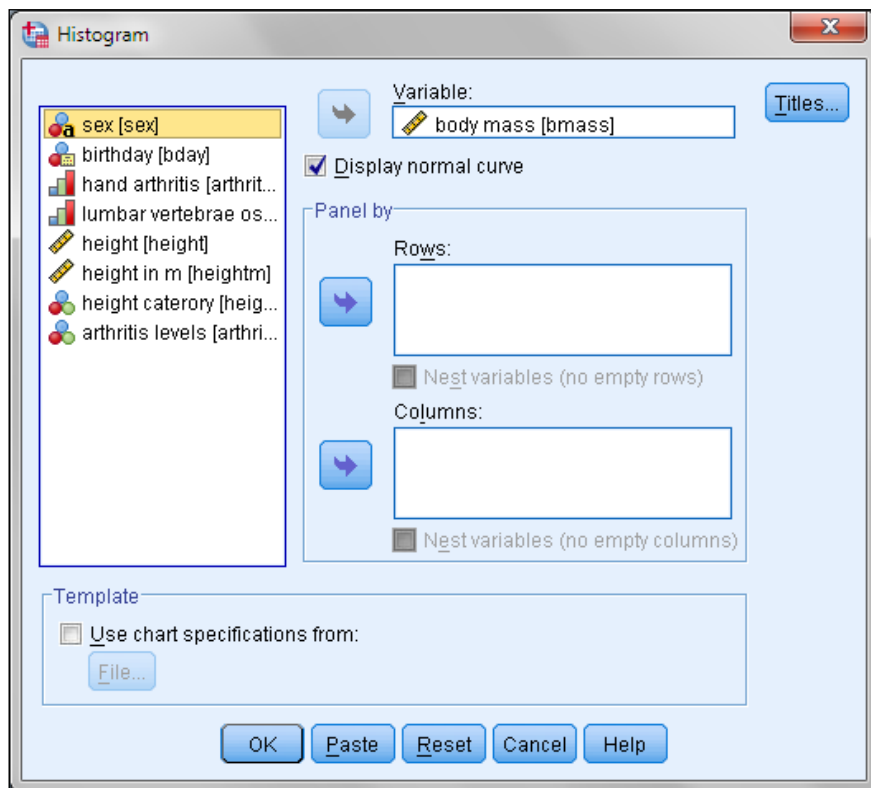 Histogram
sex [sex]
birthday [bday]
hand arthritis [arthrit...
lumbar vertebrae os...
height [height]
height in m [heightm]
height caterory [heig...
arthritis levels [arthri...
Variable:
body mass [bmass]
Titles...
Display normal curve
Panel by
Rows:
Nest variables (no empty rows)
Columns:
Nest variables (no empty columns)
Template
Use chart specifications from:
File...
OK
Paste
Reset
Cancel
Help